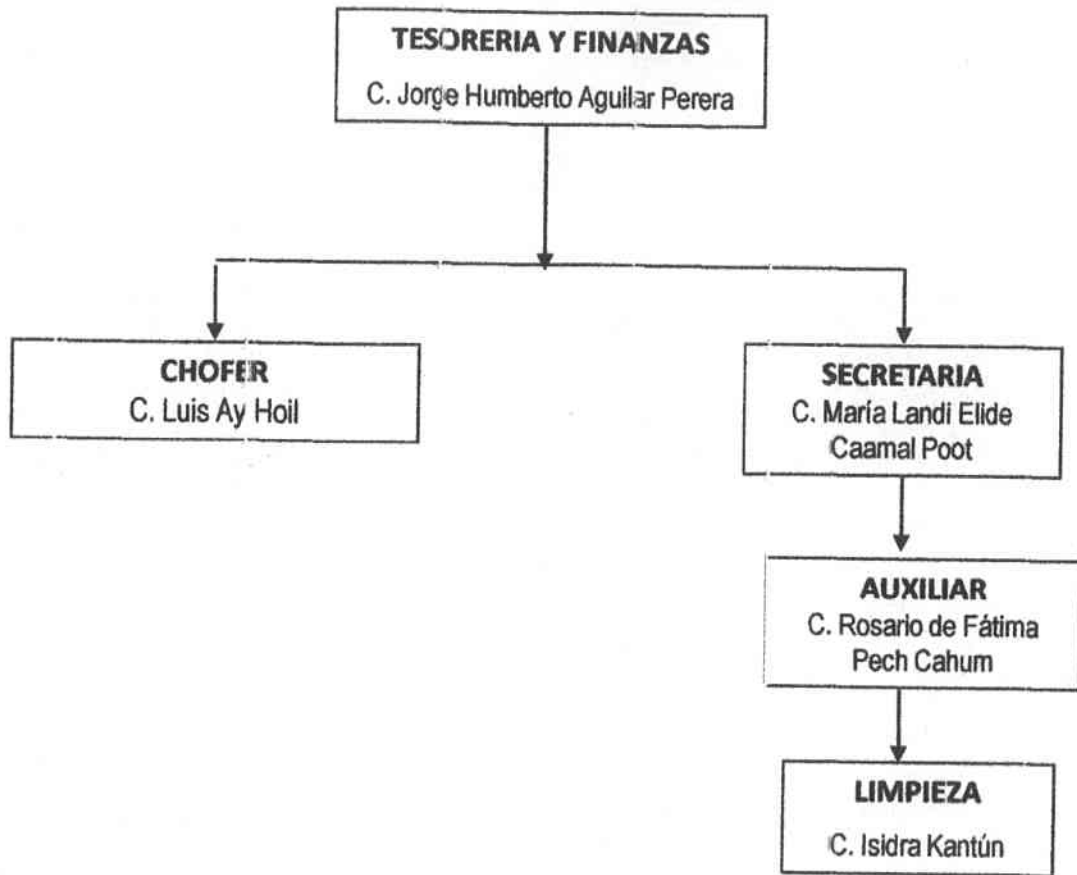 TESORERIA Y FINANZAS
C. Jorge Humberto Aguilar Perera
CHOFER
C. Luis Ay Hoil
SECRETARIA
C. María Landi Elide
Caamal Poot
AUXILIAR
C. Rosario de Fátima
Pech Cahum
LIMPIEZA
C. Isidra Kantún